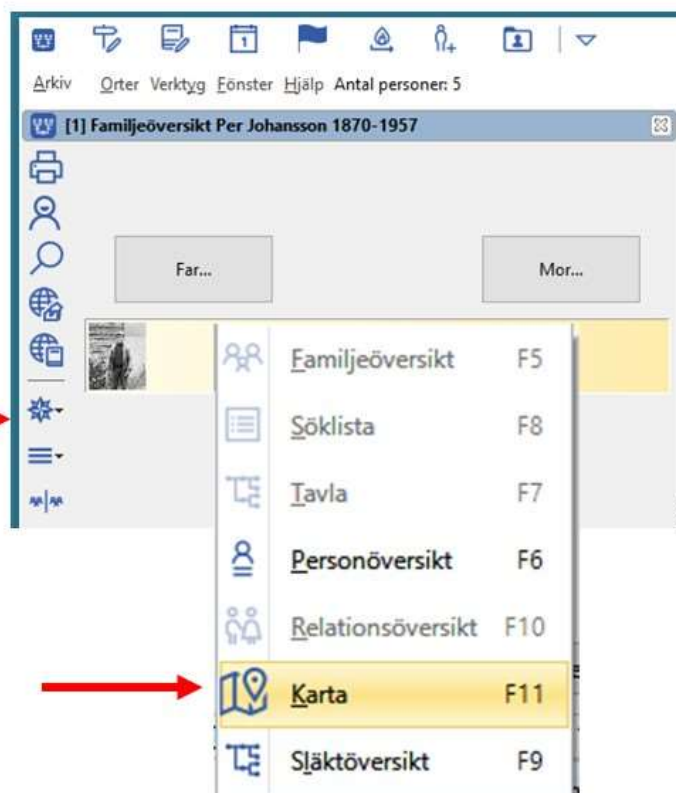 1
Arkiv Orter Verktyg Fönster Hjälp Antal personer: 5
[1] Familjeöversikt Per Johansson 1870-1957
Far... Mor...
Familjeöversikt F5
Söklista F8
Tavla F7
Personöversikt F6
Relationsöversikt F10
Karta F11
Släktöversikt F9